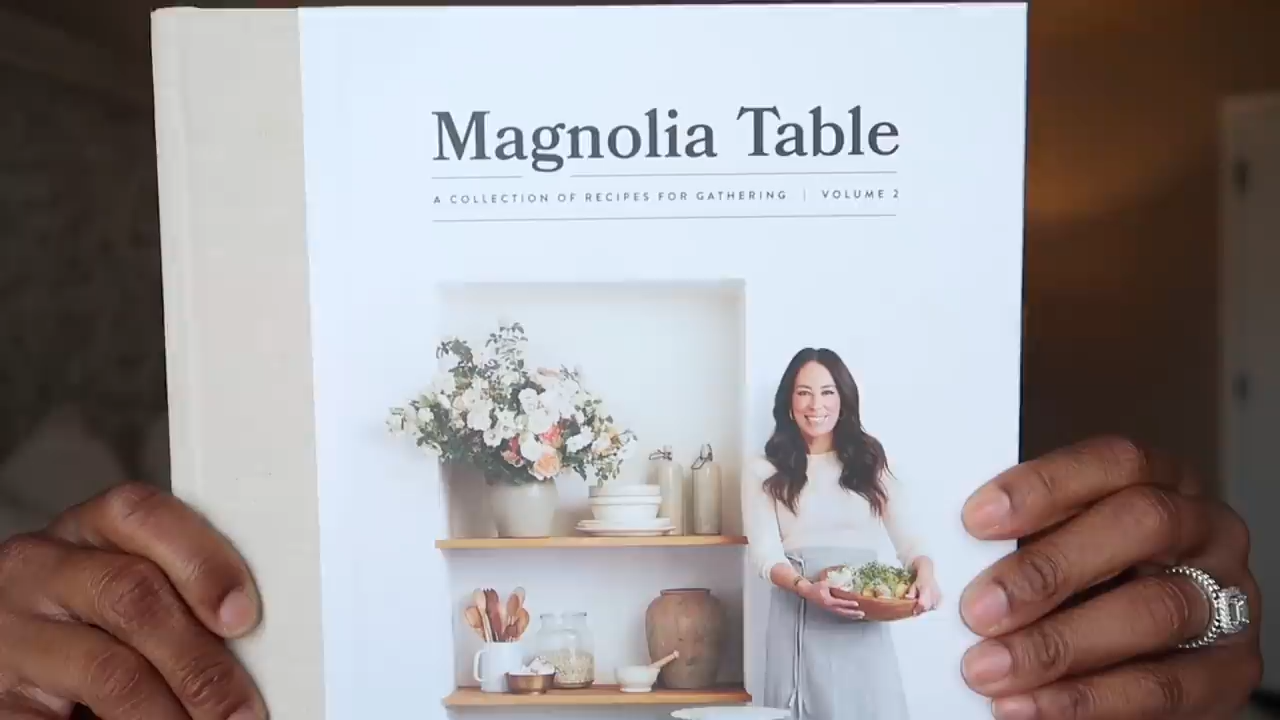 Magnolia Table
A COLLECTION OF RECIPES FOR GATHERING | VOLUME 2